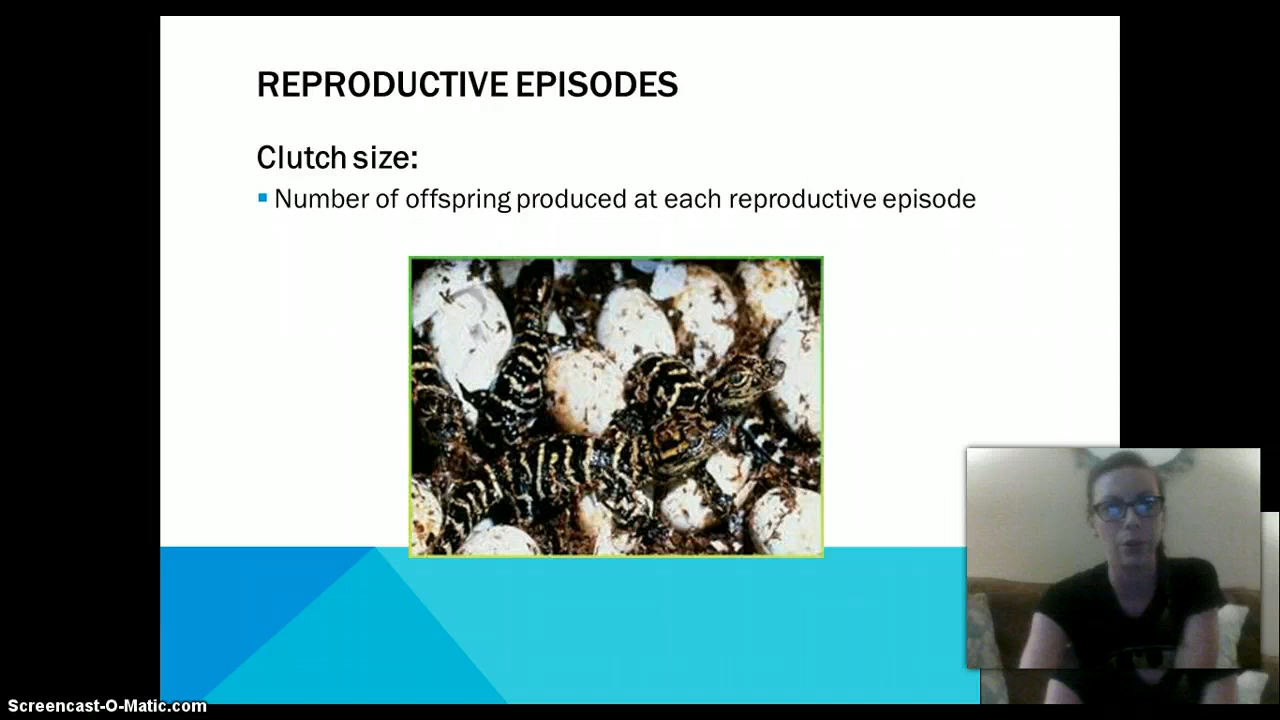 REPRODUCTIVE EPISODES
Clutch size:
Number of offspring produced at each reproductive episode
Screencast-O-Matic.com